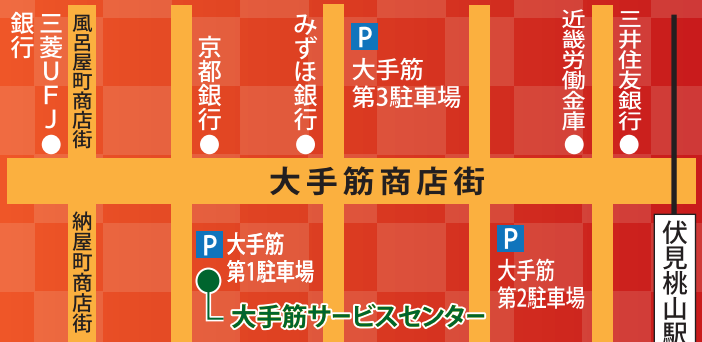 三菱UFJ
銀行
風呂屋町商店街
京都銀行
みずほ銀行
P
大手筋
第3駐車場
近畿労働金庫
三井住友銀行
大手筋商店街
納屋町商店街
P
大手筋
第1駐車場
大手筋サービスセンター
P
大手筋
第2駐車場
伏見桃山駅